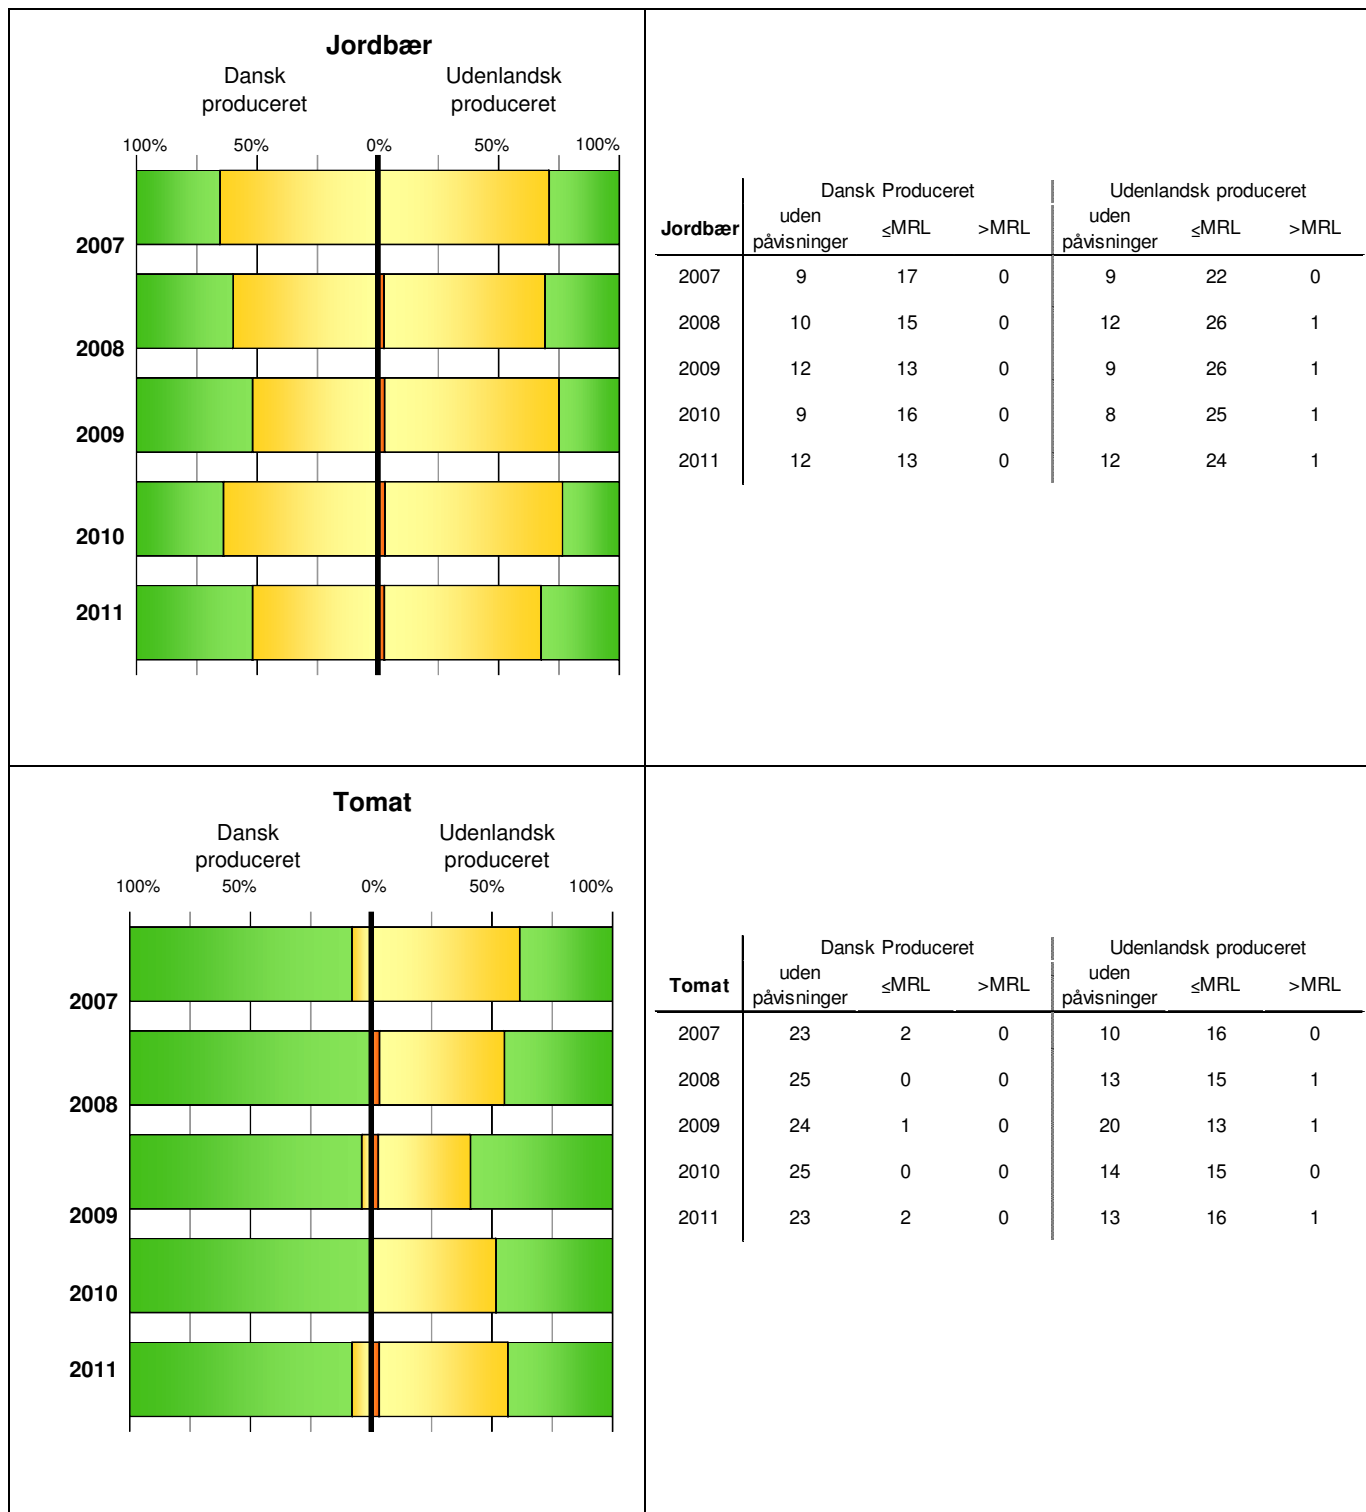 Jordbær
Dansk Udenlandsk
produceret produceret
100% 50% 0% 50% 100%
2007
2008
2009
2010
2011
Dansk Produceret Udenlandsk produceret
Jordbær uden påvisninger ≤MRL >MRL uden påvisninger ≤MRL >MRL
2007 9 17 0 9 22 0
2008 10 15 0 12 26 1
2009 12 13 0 9 26 1
2010 9 16 0 8 25 1
2011 12 13 0 12 24 1
Tomat
Dansk Udenlandsk
produceret produceret
100% 50% 0% 50% 100%
2007
2008
2009
2010
2011
Dansk Produceret Udenlandsk produceret
Tomat uden påvisninger ≤MRL >MRL uden påvisninger ≤MRL >MRL
2007 23 2 0 10 16 0
2008 25 0 0 13 15 1
2009 24 1 0 20 13 1
2010 25 0 0 14 15 0
2011 23 2 0 13 16 1